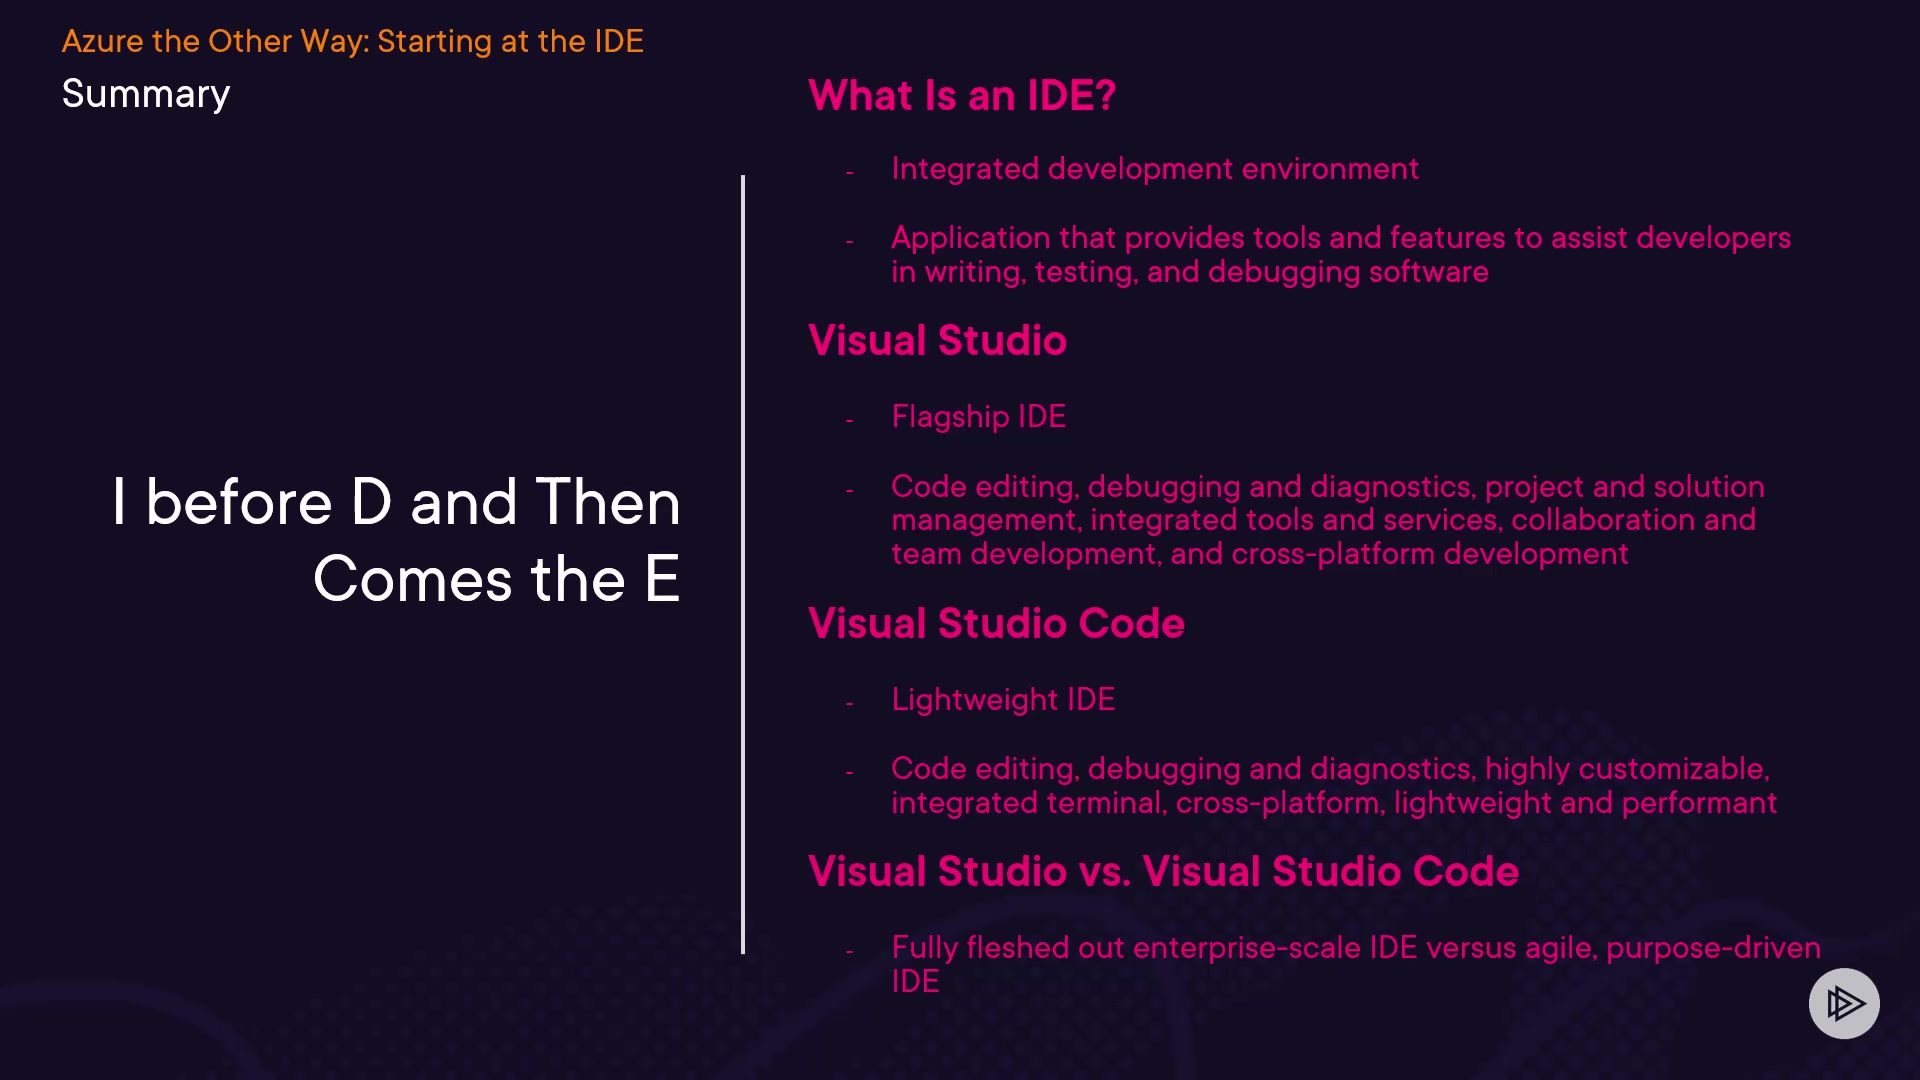 Azure the Other Way: Starting at the IDE
Summary
I before D and Then
Comes the E
What Is an IDE?
- Integrated development environment
- Application that provides tools and features to assist developers
in writing, testing, and debugging software
Visual Studio
- Flagship IDE
- Code editing, debugging and diagnostics, project and solution
management, integrated tools and services, collaboration and
team development, and cross-platform development
Visual Studio Code
- Lightweight IDE
- Code editing, debugging and diagnostics, highly customizable,
integrated terminal, cross-platform, lightweight and performant
Visual Studio vs. Visual Studio Code
- Fully fleshed out enterprise-scale IDE versus agile, purpose-driven
IDE